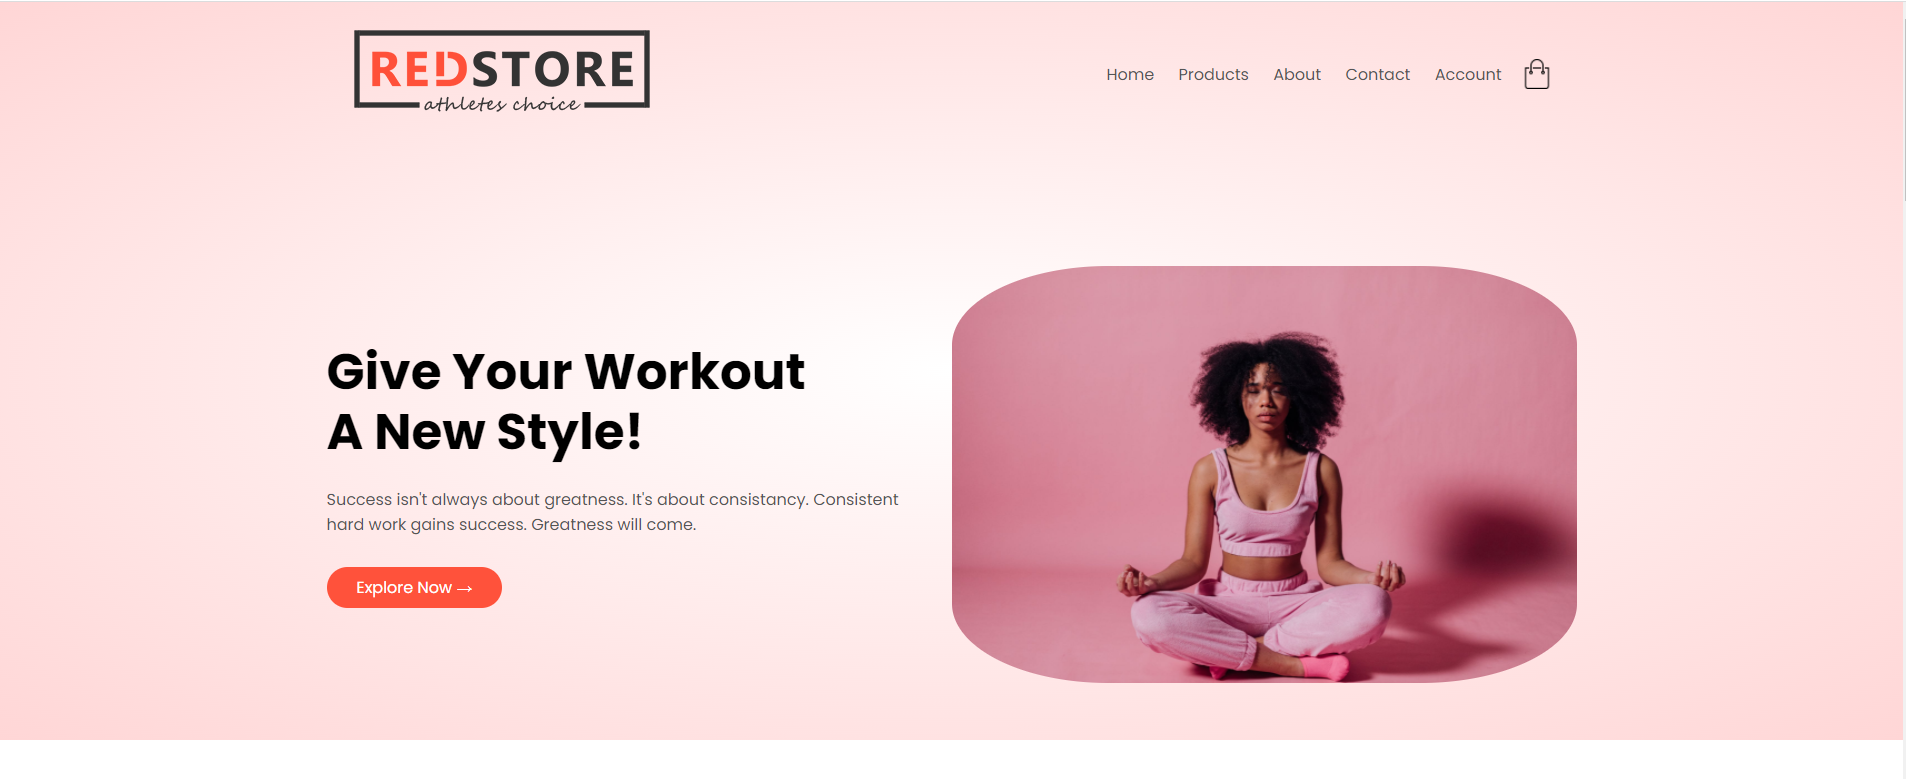 REDSTORE
athletes choice
Home Products About Contact Account
Give Your Workout
A New Style!
Success isn't always about greatness. It's about consistancy. Consistent
hard work gains success. Greatness will come.
Explore Now →